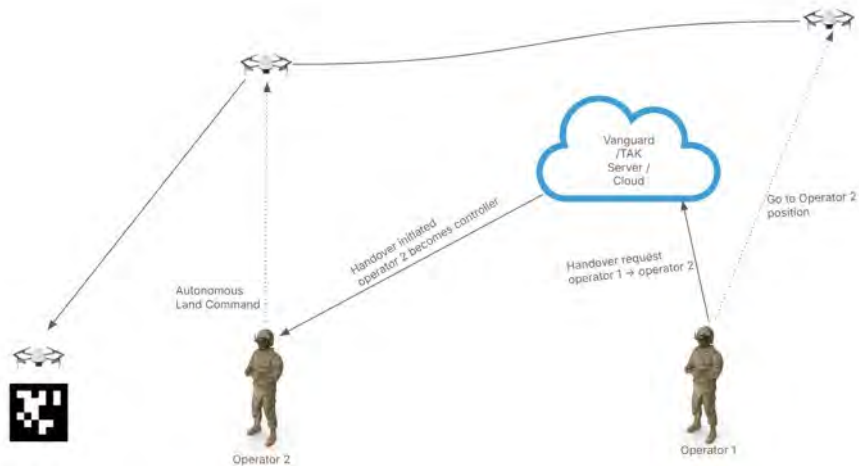 Vanguard
/TAK
Server /
Cloud
Go to Operator 2
position
Handover initiated
operator 2 becomes controller
Handover request
operator 1 → operator 2
Autonomous
Land Command
Operator 2
Operator 1